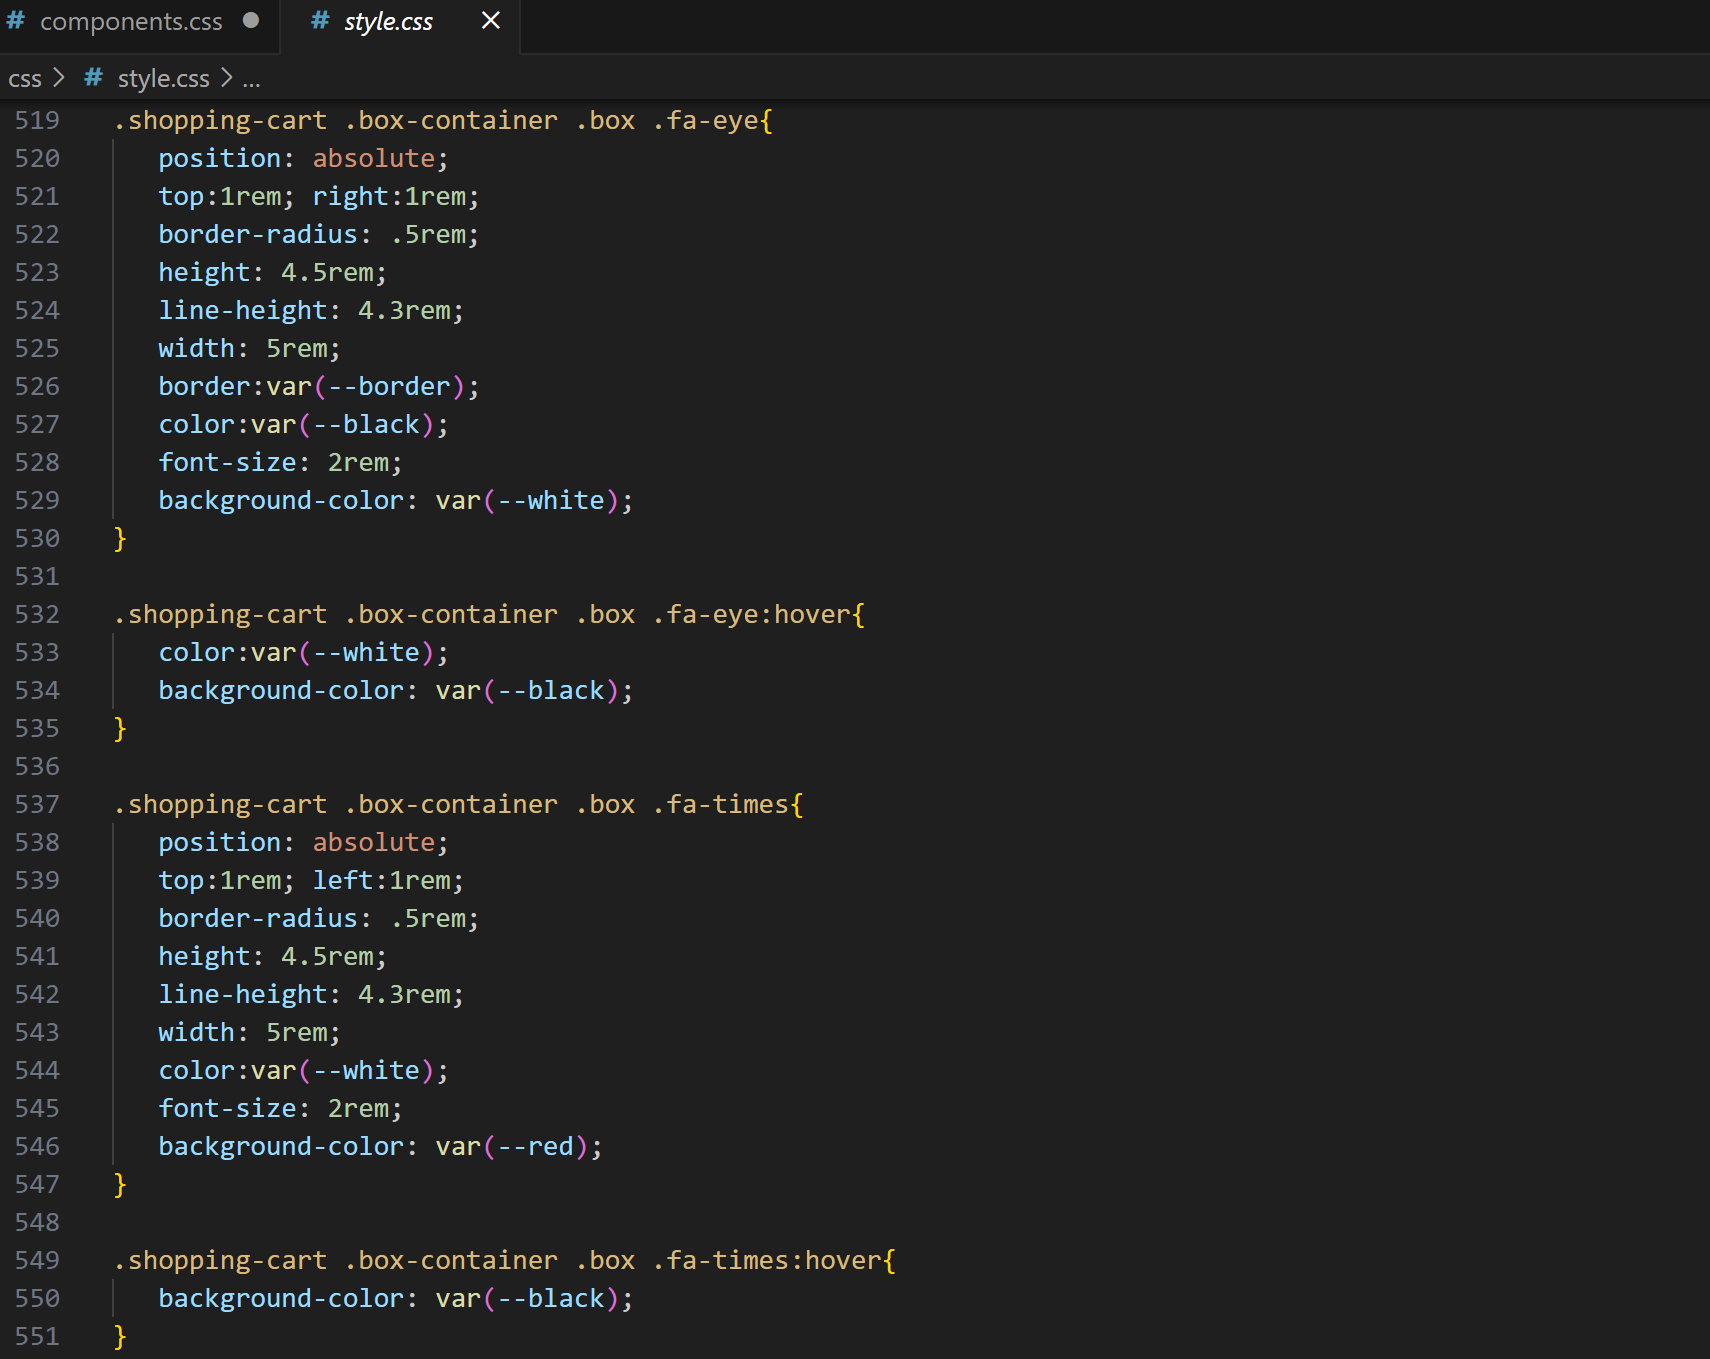 # components.css ● # style.css ×
css > # style.css > ...
519 .shopping-cart .box-container .box .fa-eye{
520 position: absolute;
521 top:1rem; right:1rem;
522 border-radius: .5rem;
523 height: 4.5rem;
524 line-height: 4.3rem;
525 width: 5rem;
526 border:var(--border);
527 color:var(--black);
528 font-size: 2rem;
529 background-color: var(--white);
530 }
531
532 .shopping-cart .box-container .box .fa-eye:hover{
533 color:var(--white);
534 background-color: var(--black);
535 }
536
537 .shopping-cart .box-container .box .fa-times{
538 position: absolute;
539 top:1rem; left:1rem;
540 border-radius: .5rem;
541 height: 4.5rem;
542 line-height: 4.3rem;
543 width: 5rem;
544 color:var(--white);
545 font-size: 2rem;
546 background-color: var(--red);
547 }
548
549 .shopping-cart .box-container .box .fa-times:hover{
550 background-color: var(--black);
551 }